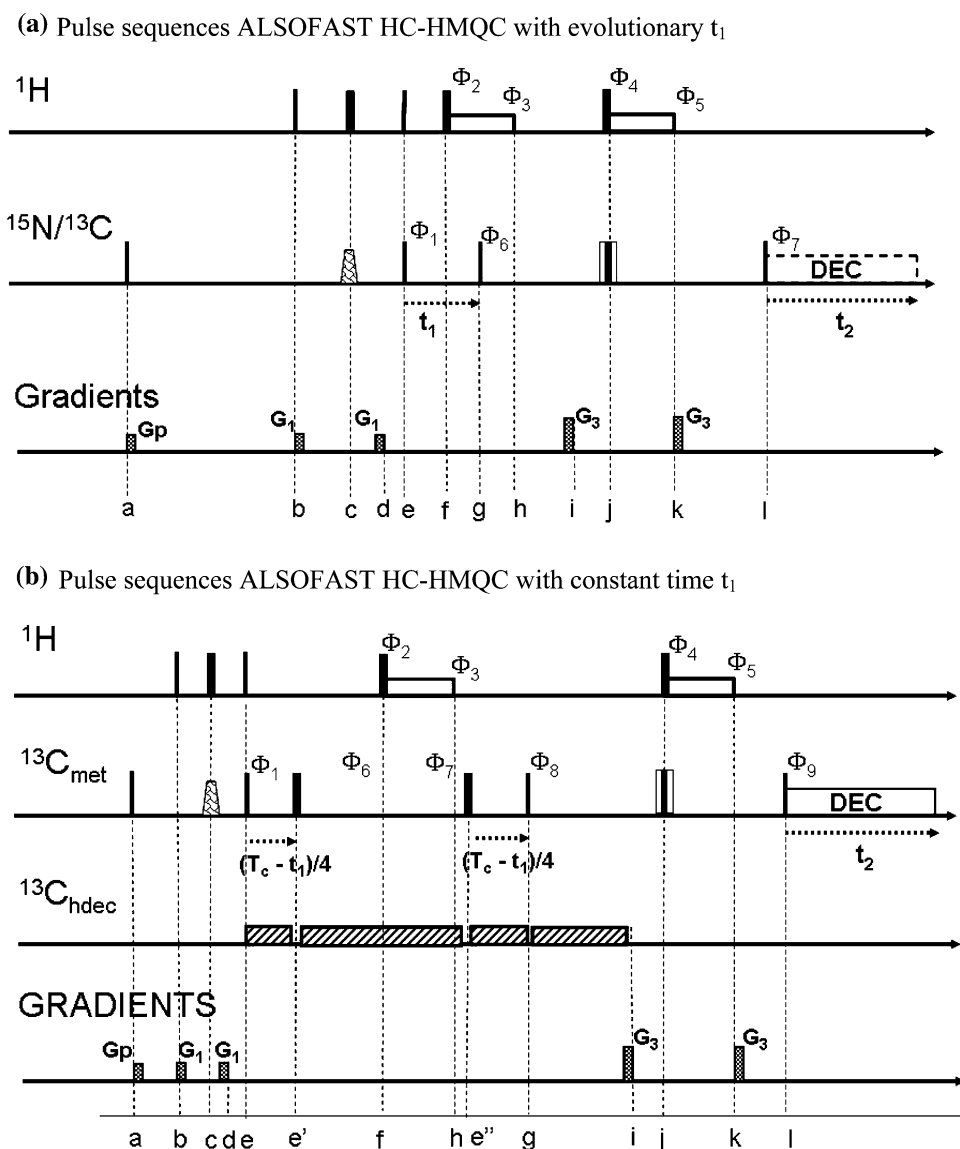 (a) Pulse sequences ALSOFAST HC-HMQC with evolutionary t₁
¹H
Φ₂
Φ₃
Φ₄
Φ₅
¹⁵N/¹³C
Φ₁
Φ₆
Φ₇
DEC
t₁
t₂
Gradients
Gp
G₁
G₁
G₃
G₃
a b c d e f g h i j k l
(b) Pulse sequences ALSOFAST HC-HMQC with constant time t₁
¹H
Φ₂
Φ₃
Φ₄
Φ₅
¹³Cmet
Φ₁
Φ₆
Φ₇
Φ₈
Φ₉
DEC
(Tc - t₁)/4
(Tc - t₁)/4
t₂
¹³Chdec
GRADIENTS
Gp
G₁
G₁
G₃
G₃
a b c d e e' f h e'' g i j k l